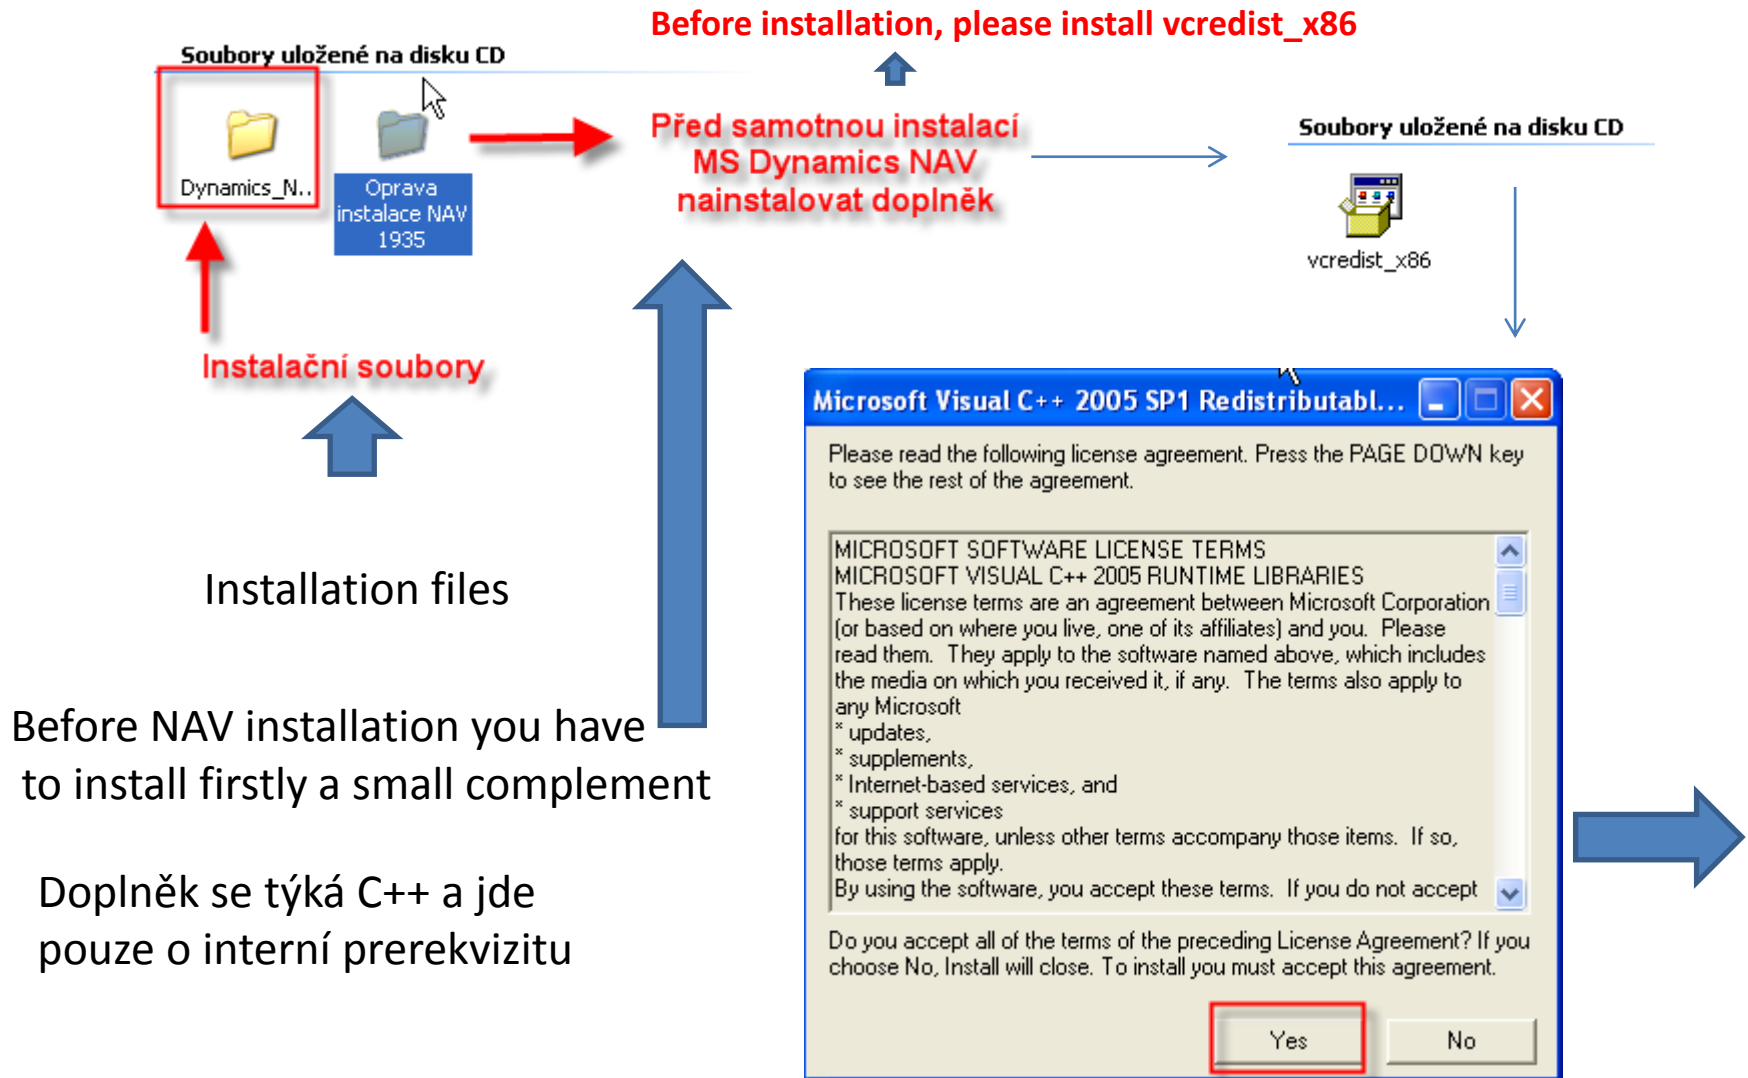 Before installation, please install vcredist_x86
Soubory uložené na disku CD
Dynamics_N..
Oprava
instalace NAV
1935
Před samotnou instalací
MS Dynamics NAV
nainstalovat doplněk
Soubory uložené na disku CD
vcredist_x86
Instalační soubory
Installation files
Before NAV installation you have
to install firstly a small complement
Doplněk se týká C++ a jde
pouze o interní prerekvizitu
Microsoft Visual C++ 2005 SP1 Redistributabl...
Please read the following license agreement. Press the PAGE DOWN key
to see the rest of the agreement.
MICROSOFT SOFTWARE LICENSE TERMS
MICROSOFT VISUAL C++ 2005 RUNTIME LIBRARIES
These license terms are an agreement between Microsoft Corporation
(or based on where you live, one of its affiliates) and you. Please
read them. They apply to the software named above, which includes
the media on which you received it, if any. The terms also apply to
any Microsoft
* updates,
* supplements,
* Internet-based services, and
* support services
for this software, unless other terms accompany those items. If so,
those terms apply.
By using the software, you accept these terms. If you do not accept
Do you accept all of the terms of the preceding License Agreement? If you
choose No, Install will close. To install you must accept this agreement.
Yes
No